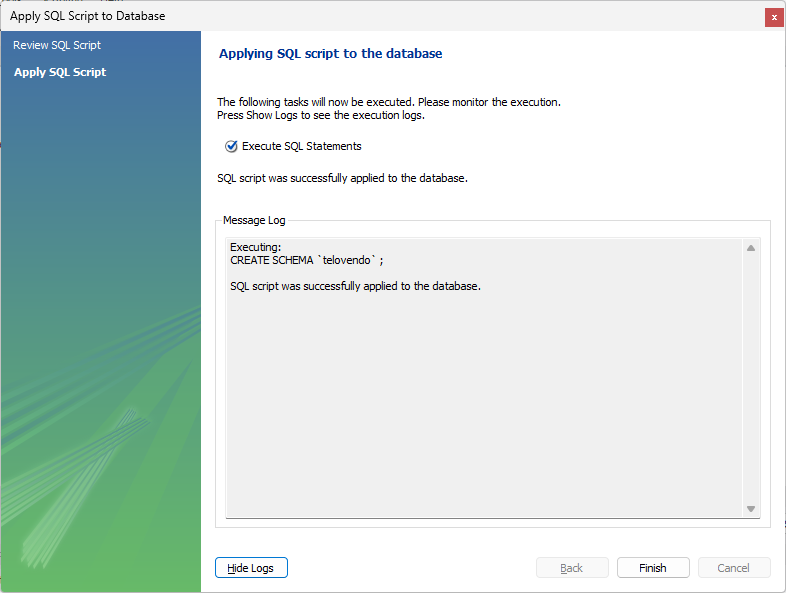 Apply SQL Script to Database
x
Review SQL Script
Apply SQL Script
Applying SQL script to the database
The following tasks will now be executed. Please monitor the execution.
Press Show Logs to see the execution logs.
Execute SQL Statements
SQL script was successfully applied to the database.
Message Log
Executing:
CREATE SCHEMA `telovendo` ;
SQL script was successfully applied to the database.
Hide Logs
Back
Finish
Cancel